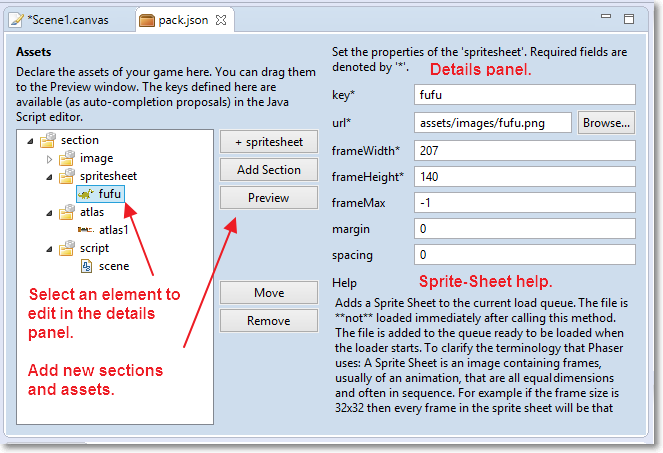 *Scene1.canvas
pack.json
Assets
Declare the assets of your game here. You can drag them
to the Preview window. The keys defined here are
available (as auto-completion proposals) in the Java
Script editor.
section
image
spritesheet
fufu
atlas
atlas1
script
scene
Select an element to
edit in the details
panel.
Add new sections
and assets.
+ spritesheet
Add Section
Preview
Move
Remove
Set the properties of the 'spritesheet'. Required fields are
denoted by '*'.
Details panel.
key* fufu
url* assets/images/fufu.png Browse...
frameWidth* 207
frameHeight* 140
frameMax -1
margin 0
spacing 0
Help
Sprite-Sheet help.
Adds a Sprite Sheet to the current load queue. The file is
**not** loaded immediately after calling this method.
The file is added to the queue ready to be loaded when
the loader starts. To clarify the terminology that Phaser
uses: A Sprite Sheet is an image containing frames,
usually of an animation, that are all equal dimensions
and often in sequence. For example if the frame size is
32x32 then every frame in the sprite sheet will be that